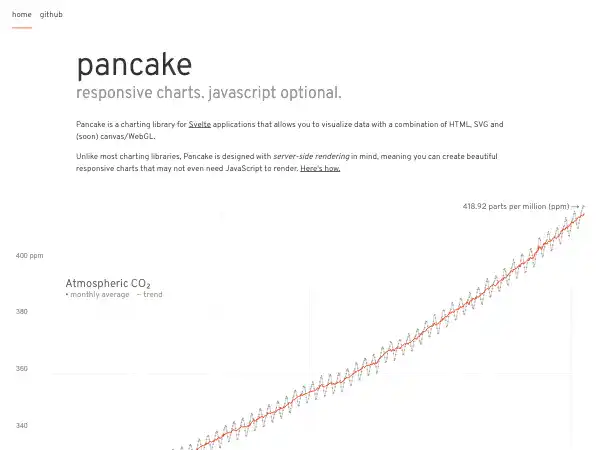 home github
pancake
responsive charts. javascript optional.
Pancake is a charting library for Svelte applications that allows you to visualize data with a combination of HTML, SVG and
(soon) canvas/WebGL.
Unlike most charting libraries, Pancake is designed with server-side rendering in mind, meaning you can create beautiful
responsive charts that may not even need JavaScript to render. Here's how.
418.92 parts per million (ppm) →
400 ppm
Atmospheric CO₂
• monthly average — trend
380
360
340